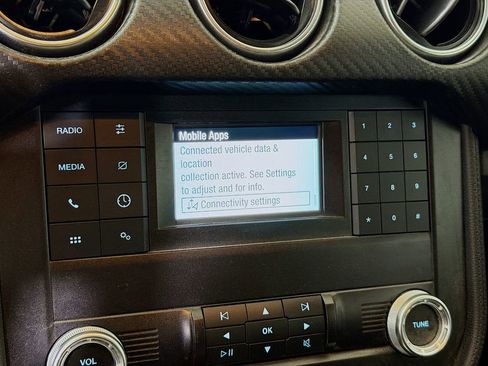 RADIO
MEDIA
Mobile Apps
Connected vehicle data &
location
collection active. See Settings
to adjust and for info.
Connectivity settings
1 2 3
4 5 6
7 8 9
* 0 #
OK
VOL
TUNE